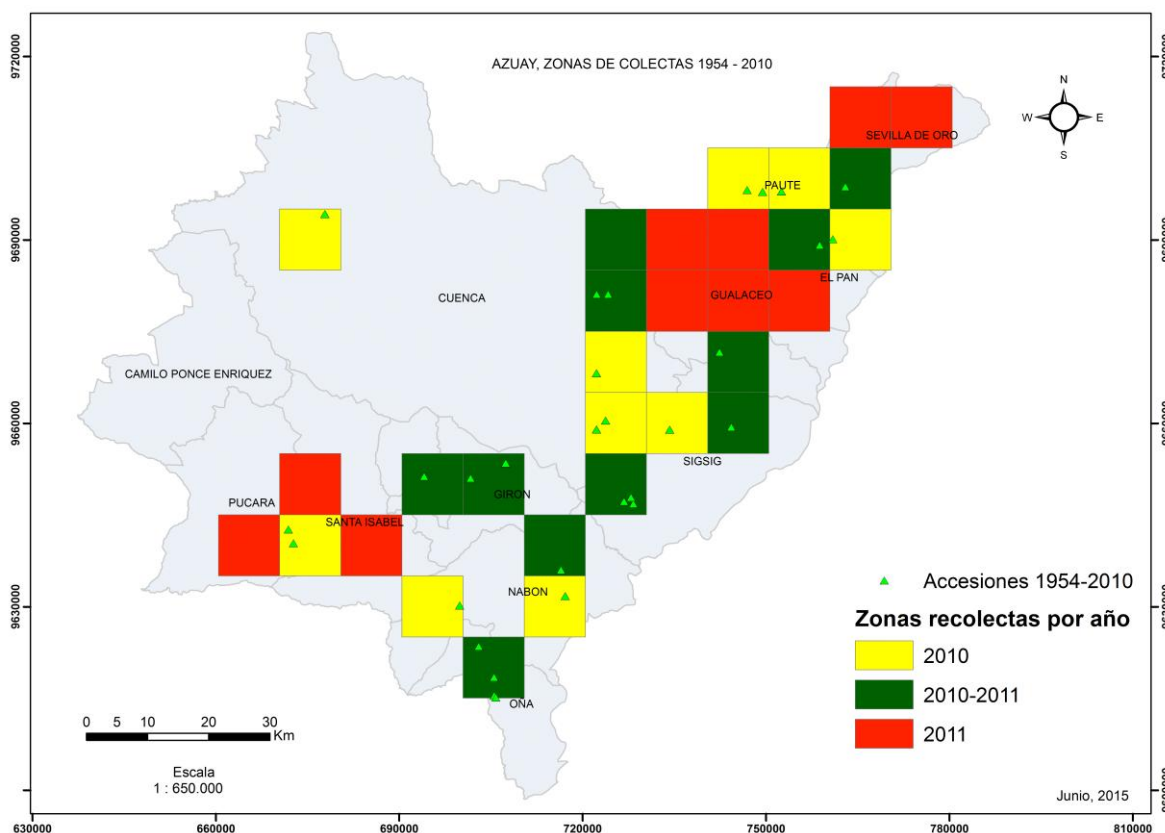 AZUAY, ZONAS DE COLECTAS 1954 - 2010
N
W
E
S
SEVILLA DE ORO
PAUTE
EL PAN
CUENCA
GUALACEO
CAMILO PONCE ENRIQUEZ
SIGSIG
PUCARA
GIRON
SANTA ISABEL
NABON
OÑA
Accesiones 1954-2010
Zonas recolectas por año
2010
2010-2011
2011
0 5 10 20 30
Km
Escala
1 : 650.000
Junio, 2015
9720000
9690000
9660000
9630000
630000 660000 690000 720000 750000 780000 810000